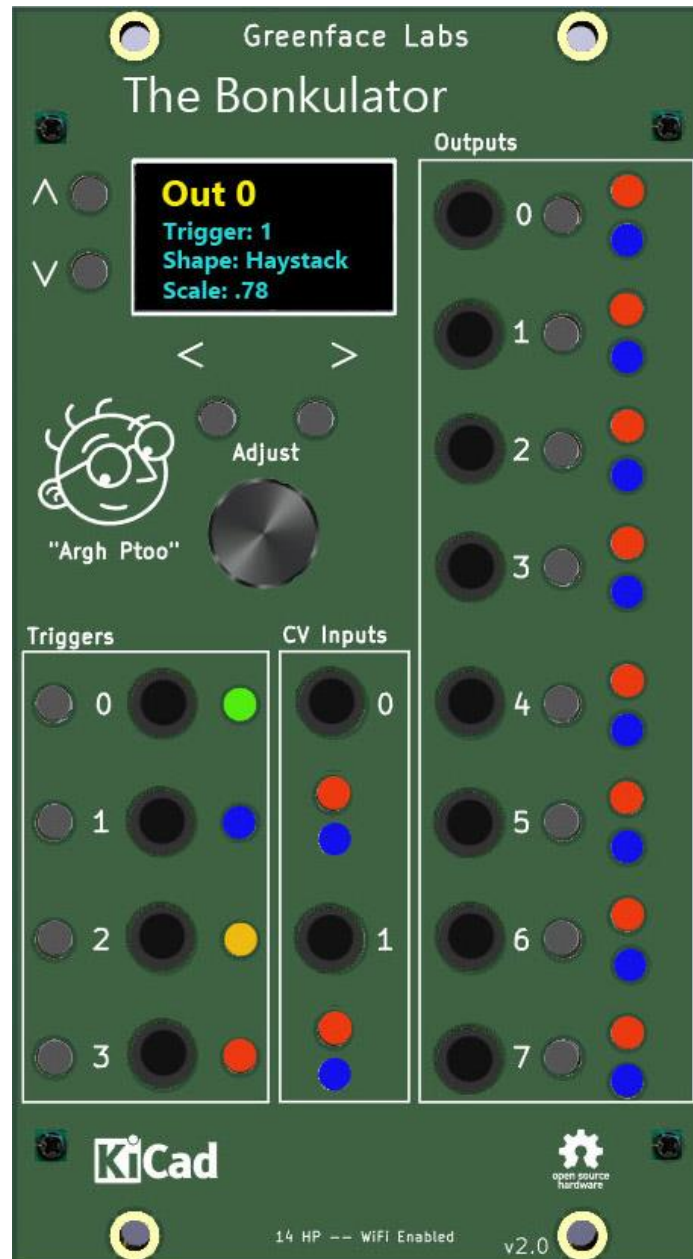 Greenface Labs
The Bonkulator
Outputs
^
Out 0
Trigger: 1
Shape: Haystack
Scale: .78
v
< >
Adjust
"Argh Ptoo"
0
1
2
3
4
5
6
7
Triggers
0
1
2
3
CV Inputs
0
1
KiCad
open source
hardware
14 HP -- WiFi Enabled
v2.0